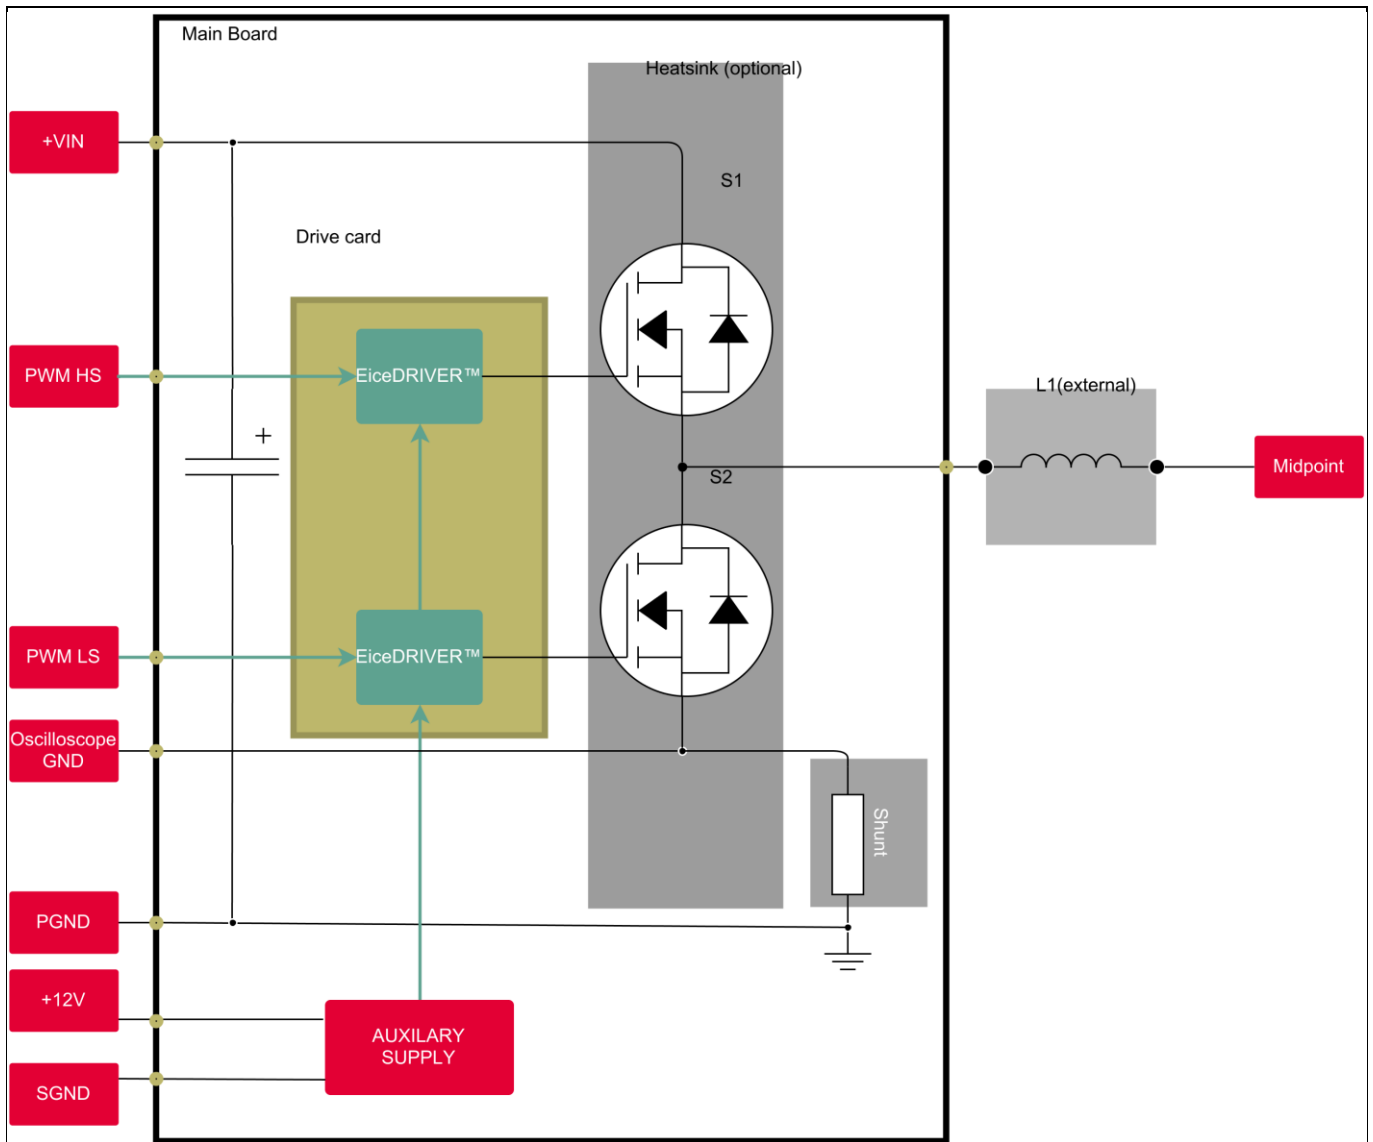 Main Board
Heatsink (optional)
+VIN
S1
Drive card
PWM HS
EiceDRIVER™
L1(external)
+
Midpoint
S2
PWM LS
EiceDRIVER™
Oscilloscope
GND
Shunt
PGND
+12V
AUXILARY
SUPPLY
SGND